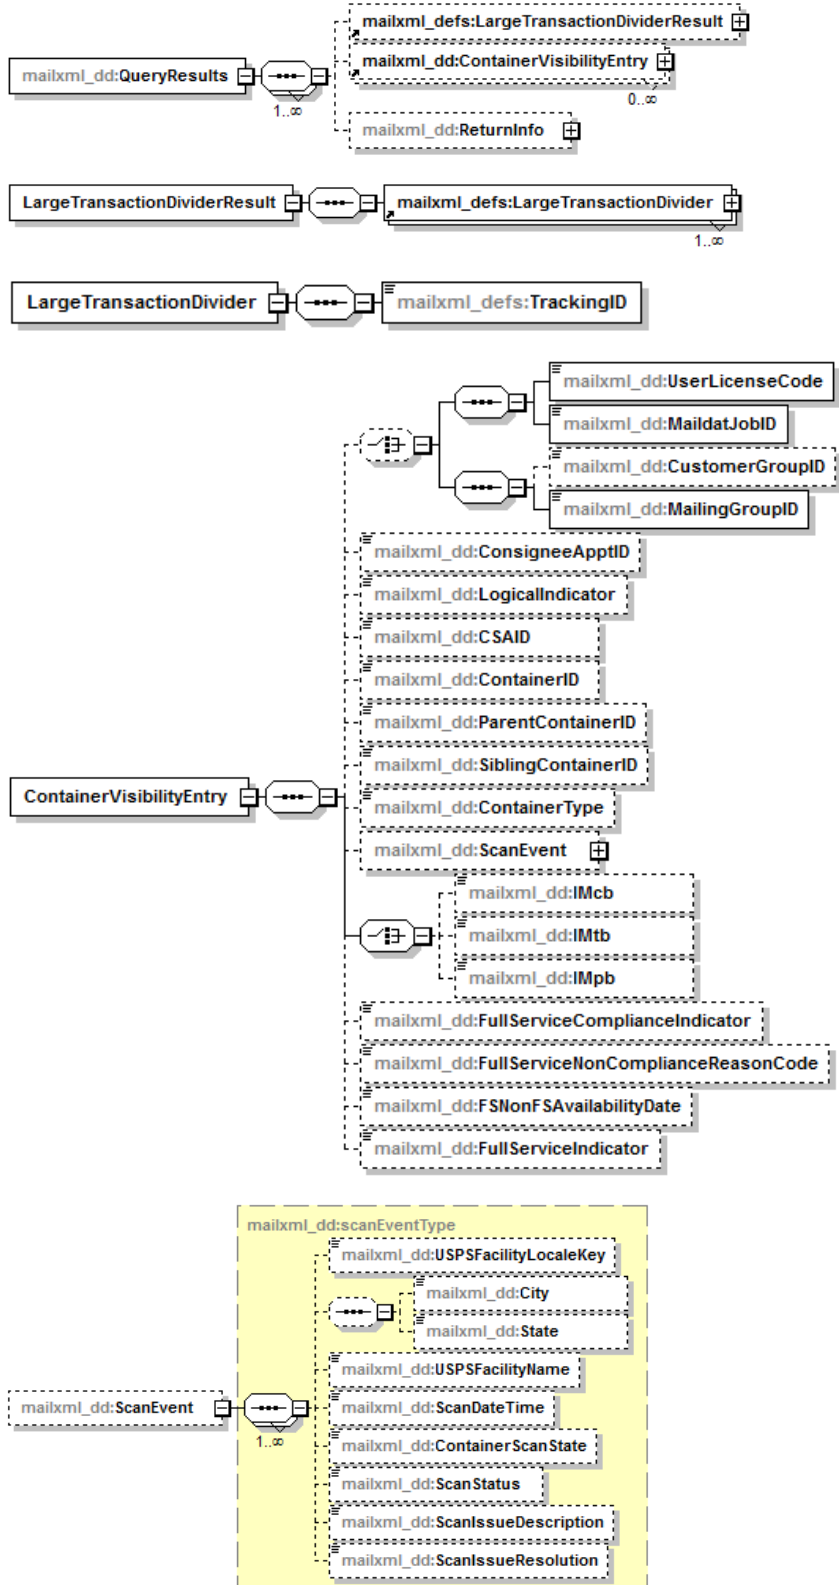 mailxml_defs:LargeTransactionDividerResult
mailxml_dd:QueryResults
mailxml_dd:ContainerVisibilityEntry
1..∞
0..∞
mailxml_dd:ReturnInfo
LargeTransactionDividerResult
mailxml_defs:LargeTransactionDivider
1..∞
LargeTransactionDivider
mailxml_defs:TrackingID
mailxml_dd:UserLicenseCode
mailxml_dd:MaildatJobID
mailxml_dd:CustomerGroupID
mailxml_dd:MailingGroupID
mailxml_dd:ConsigneeApptID
mailxml_dd:LogicalIndicator
mailxml_dd:CSAID
mailxml_dd:ContainerID
mailxml_dd:ParentContainerID
mailxml_dd:SiblingContainerID
ContainerVisibilityEntry
mailxml_dd:ContainerType
mailxml_dd:ScanEvent
mailxml_dd:IMcb
mailxml_dd:IMtb
mailxml_dd:IMpb
mailxml_dd:FullServiceComplianceIndicator
mailxml_dd:FullServiceNonComplianceReasonCode
mailxml_dd:FSNonFSAvailabilityDate
mailxml_dd:FullServiceIndicator
mailxml_dd:scanEventType
mailxml_dd:USPSFacilityLocaleKey
mailxml_dd:City
mailxml_dd:State
mailxml_dd:USPSFacilityName
mailxml_dd:ScanEvent
1..∞
mailxml_dd:ScanDateTime
mailxml_dd:ContainerScanState
mailxml_dd:ScanStatus
mailxml_dd:ScanIssueDescription
mailxml_dd:ScanIssueResolution